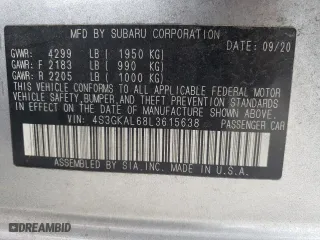 MFD BY SUBARU CORPORATION
DATE: 09/20
GVWR: 4299 LB (1950 KG)
GAWR: F 2183 LB ( 990 KG)
GAWR: R 2205 LB (1000 KG)
THIS VEHICLE CONFORMS TO ALL APPLICABLE FEDERAL MOTOR
VEHICLE SAFETY,BUMPER,AND THEFT PREVENTION STANDARDS
IN EFFECT ON THE DATE OF MANUFACTURE SHOWN ABOVE.
VIN: 4S3GKAL68L3615638 PASSENGER CAR
ASSEMBLED BY SIA,INC. MADE IN U.S.A.